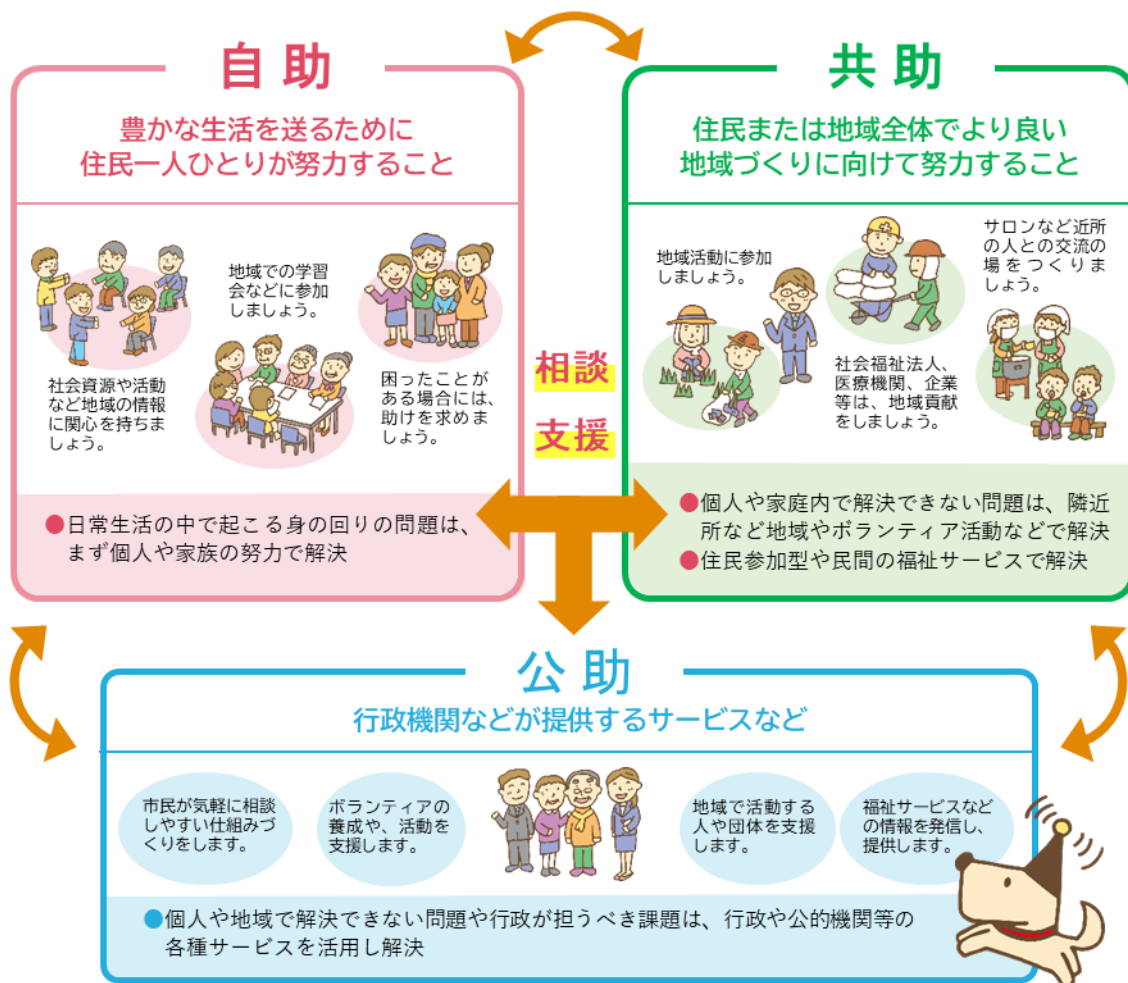 自助
豊かな生活を送るために
住民一人ひとりが努力すること
社会資源や活動
など地域の情報
に関心を持ちま
しょう。
地域での学習
会などに参加
しましょう。
困ったことが
ある場合には、
助けを求めま
しょう。
●日常生活の中で起こる身の回りの問題は、
まず個人や家族の努力で解決
相談
支援
共助
住民または地域全体でより良い
地域づくりに向けて努力すること
地域活動に参加
しましょう。
社会福祉法人、
医療機関、企業
等は、地域貢献
をしましょう。
サロンなど近所
の人との交流の
場をつくりま
しょう。
●個人や家庭内で解決できない問題は、隣近
所など地域やボランティア活動などで解決
●住民参加型や民間の福祉サービスで解決
公助
行政機関などが提供するサービスなど
市民が気軽に相談
しやすい仕組みづ
くりをします。
ボランティアの
養成や、活動を
支援します。
地域で活動する
人や団体を支援
します。
福祉サービスなど
の情報を発信し、
提供します。
●個人や地域で解決できない問題や行政が担うべき課題は、行政や公的機関等の
各種サービスを活用し解決